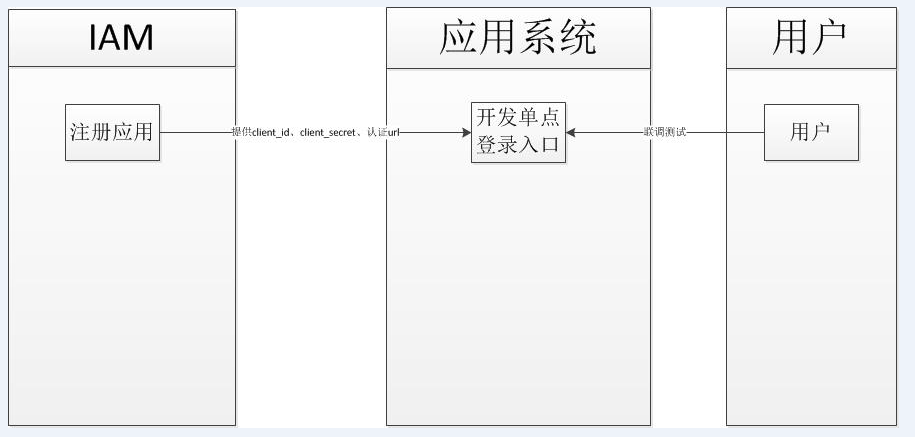 IAM
应用系统
用户
注册应用
提供client_id、client_secret、认证url
开发单点
登录入口
联调测试
用户